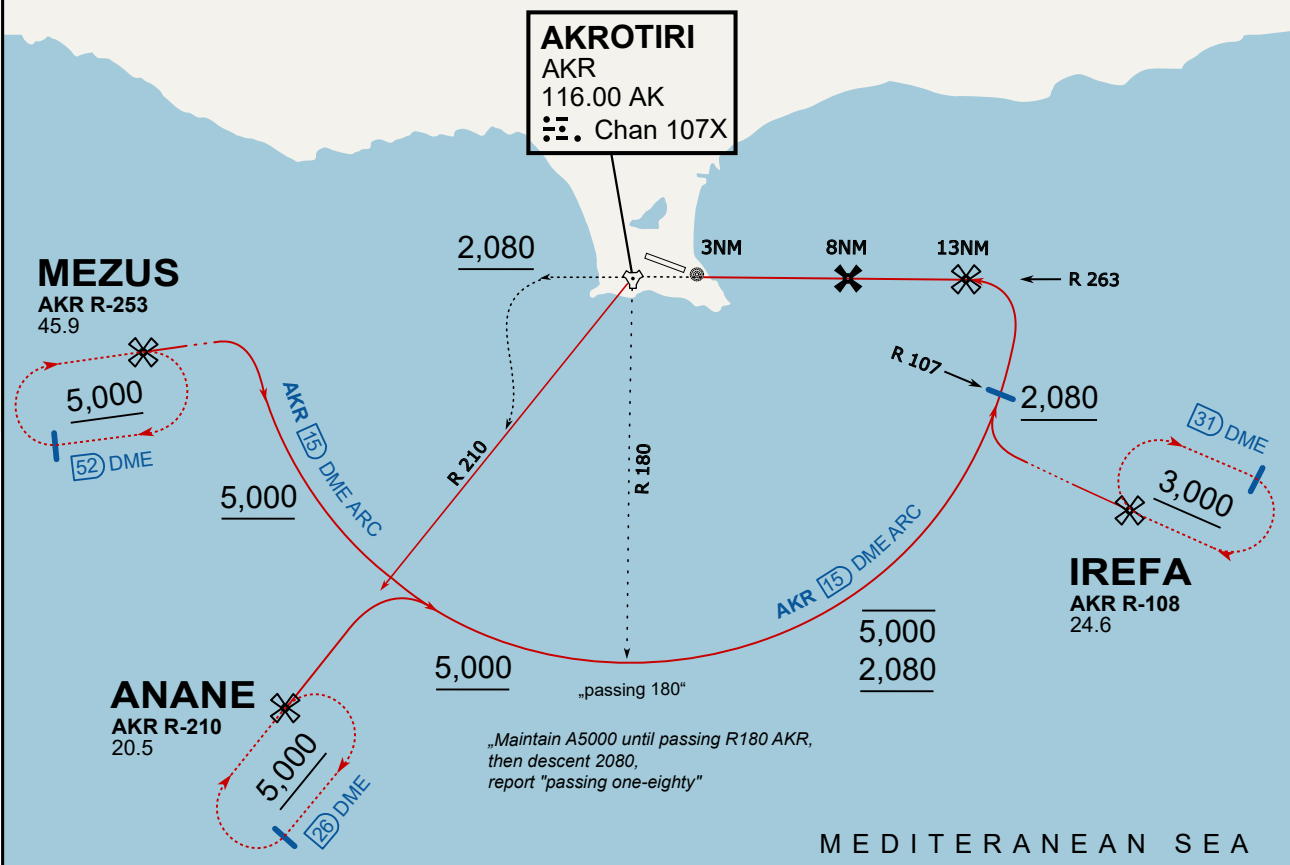 AKROTIRI
AKR
116.00 AK
Chan 107X
2,080
3NM
8NM
13NM
R 263
MEZUS
AKR R-253
45.9
5,000
52 DME
AKR 15 DME ARC
5,000
R 210
R 180
R 107
2,080
31 DME
3,000
IREFA
AKR R-108
24.6
AKR 15 DME ARC
5,000
2,080
5,000
„passing 180“
ANANE
AKR R-210
20.5
5,000
26 DME
„Maintain A5000 until passing R180 AKR,
then descent 2080,
report "passing one-eighty"
MEDITERANEAN SEA